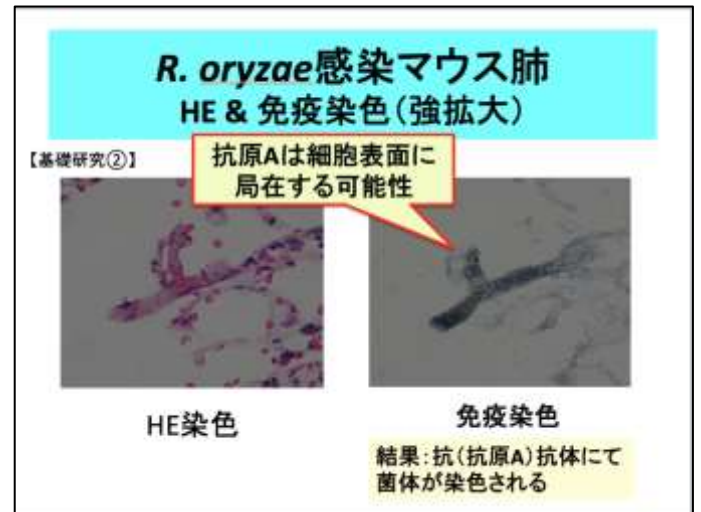 R. oryzae感染マウス肺
HE & 免疫染色(強拡大)
【基礎研究②】
抗原Aは細胞表面に
局在する可能性
HE染色
免疫染色
結果:抗(抗原A)抗体にて
菌体が染色される